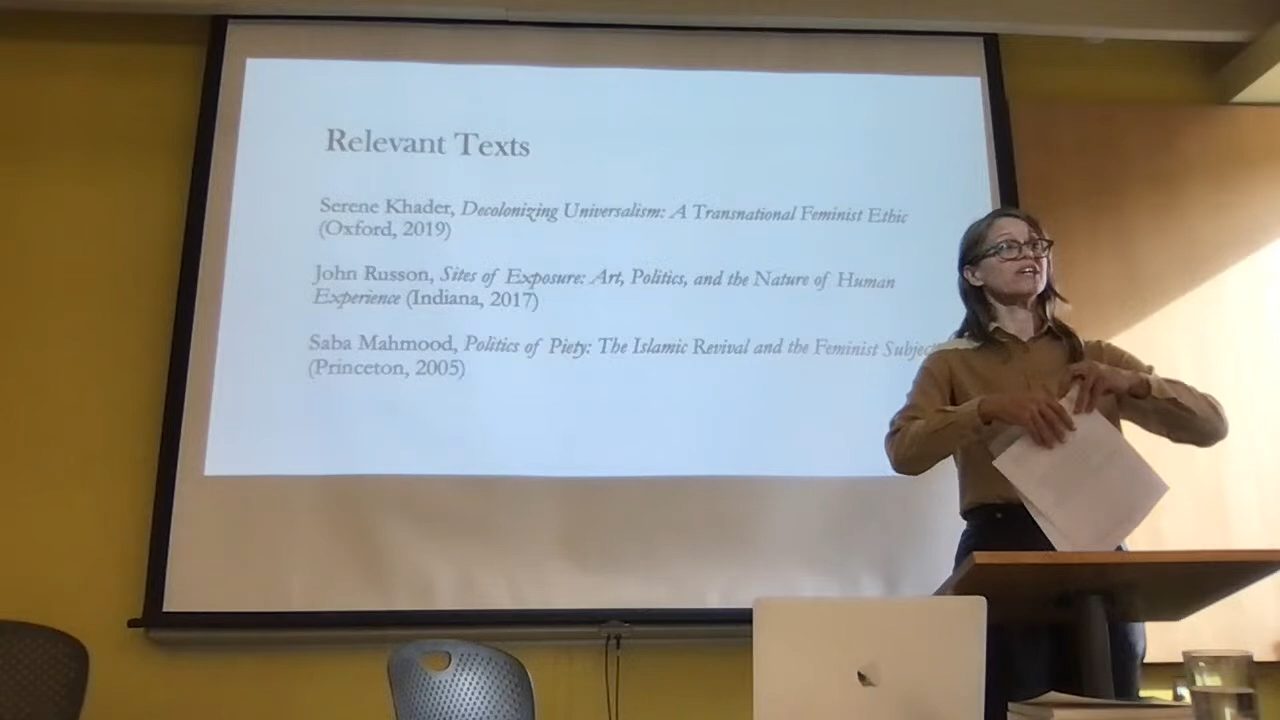 Relevant Texts
Serene Khader, Decolonizing Universalism: A Transnational Feminist Ethic
(Oxford, 2019)
John Russon, Sites of Exposure: Art, Politics, and the Nature of Human
Experience (Indiana, 2017)
Saba Mahmood, Politics of Piety: The Islamic Revival and the Feminist Subject
(Princeton, 2005)